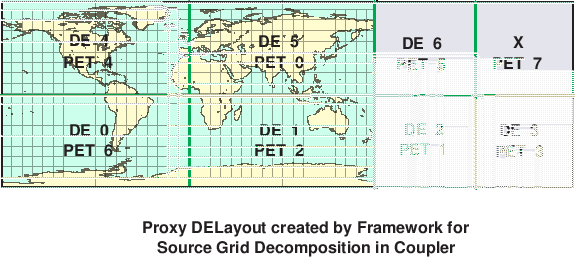 DE 4 DE 5 DE 6 X
PET 4 PET 0 PET 5 PET 7
DE 0 DE 1 DE 2 DE 3
PET 6 PET 2 PET 1 PET 3
Proxy DELayout created by Framework for
Source Grid Decomposition in Coupler